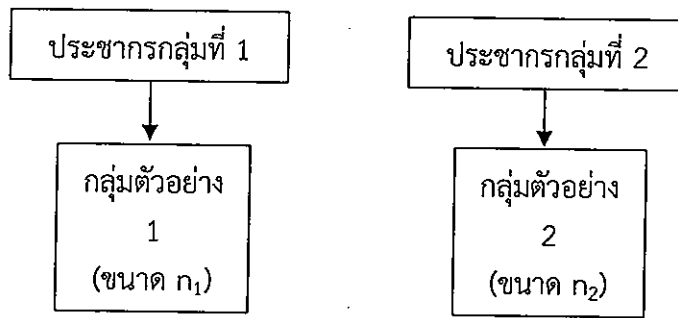 ประชากรกลุ่มที่ 1
กลุ่มตัวอย่าง
1
(ขนาด n₁)
ประชากรกลุ่มที่ 2
กลุ่มตัวอย่าง
2
(ขนาด n₂)